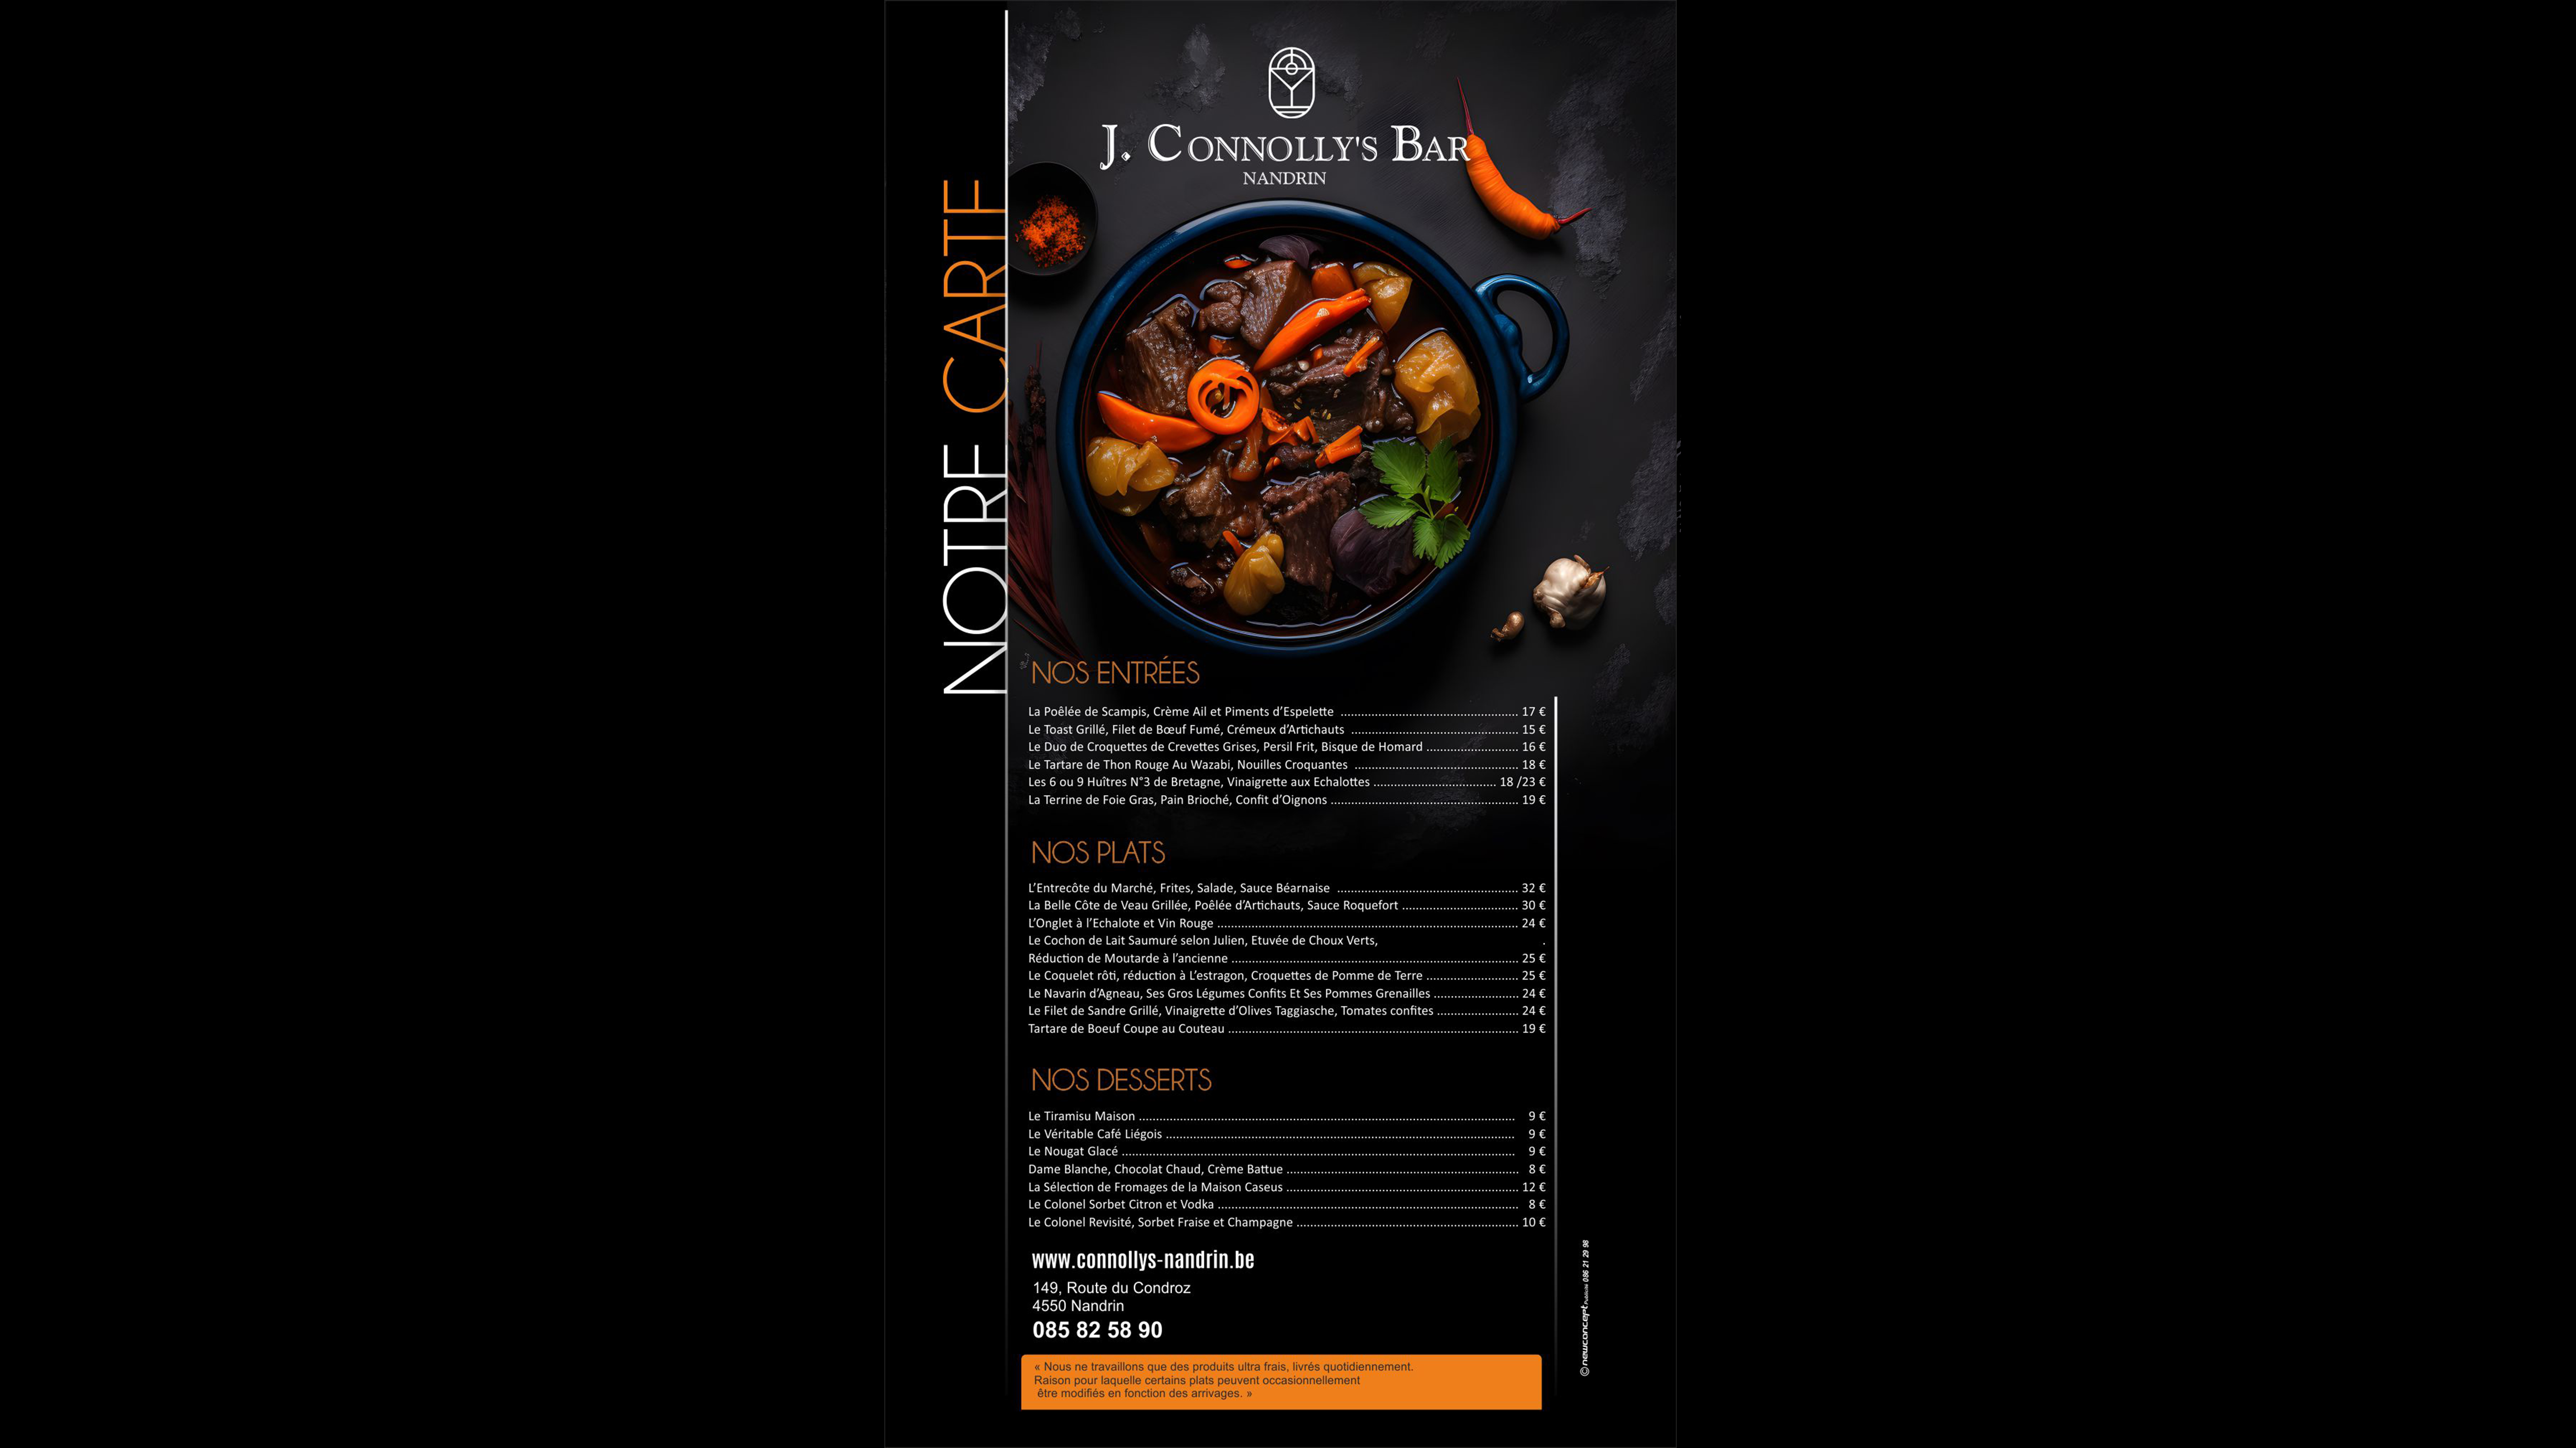 J. CONNOLLY'S BAR
NANDRIN
NOTRE CARTE
NOS ENTRÉES
La Poêlée de Scampis, Crème Ail et Piments d’Espelette ........ 17 €
Le Toast Grillé, Filet de Bœuf Fumé, Crémeux d’Artichauts ........ 15 €
Le Duo de Croquettes de Crevettes Grises, Persil Frit, Bisque de Homard ........ 16 €
Le Tartare de Thon Rouge Au Wazabi, Nouilles Croquantes ........ 18 €
Les 6 ou 9 Huîtres N°3 de Bretagne, Vinaigrette aux Echalottes ........ 18 /23 €
La Terrine de Foie Gras, Pain Brioché, Confit d’Oignons ........ 19 €
NOS PLATS
L’Entrecôte du Marché, Frites, Salade, Sauce Béarnaise ........ 32 €
La Belle Côte de Veau Grillée, Poêlée d’Artichauts, Sauce Roquefort ........ 30 €
L’Onglet à l’Echalote et Vin Rouge ........ 24 €
Le Cochon de Lait Saumuré selon Julien, Etuvée de Choux Verts, .
Réduction de Moutarde à l’ancienne ........ 25 €
Le Coquelet rôti, réduction à L’estragon, Croquettes de Pomme de Terre ........ 25 €
Le Navarin d’Agneau, Ses Gros Légumes Confits Et Ses Pommes Grenailles ........ 24 €
Le Filet de Sandre Grillé, Vinaigrette d’Olives Taggiasche, Tomates confites ........ 24 €
Tartare de Boeuf Coupe au Couteau ........ 19 €
NOS DESSERTS
Le Tiramisu Maison ........ 9 €
Le Véritable Café Liégois ........ 9 €
Le Nougat Glacé ........ 9 €
Dame Blanche, Chocolat Chaud, Crème Battue ........ 8 €
La Sélection de Fromages de la Maison Caseus ........ 12 €
Le Colonel Sorbet Citron et Vodka ........ 8 €
Le Colonel Revisité, Sorbet Fraise et Champagne ........ 10 €
www.connollys-nandrin.be
149, Route du Condroz
4550 Nandrin
085 82 58 90
« Nous ne travaillons que des produits ultra frais, livrés quotidiennement.
Raison pour laquelle certains plats peuvent occasionnellement
être modifiés en fonction des arrivages. »
©newconcept Publicité 086 21 29 98